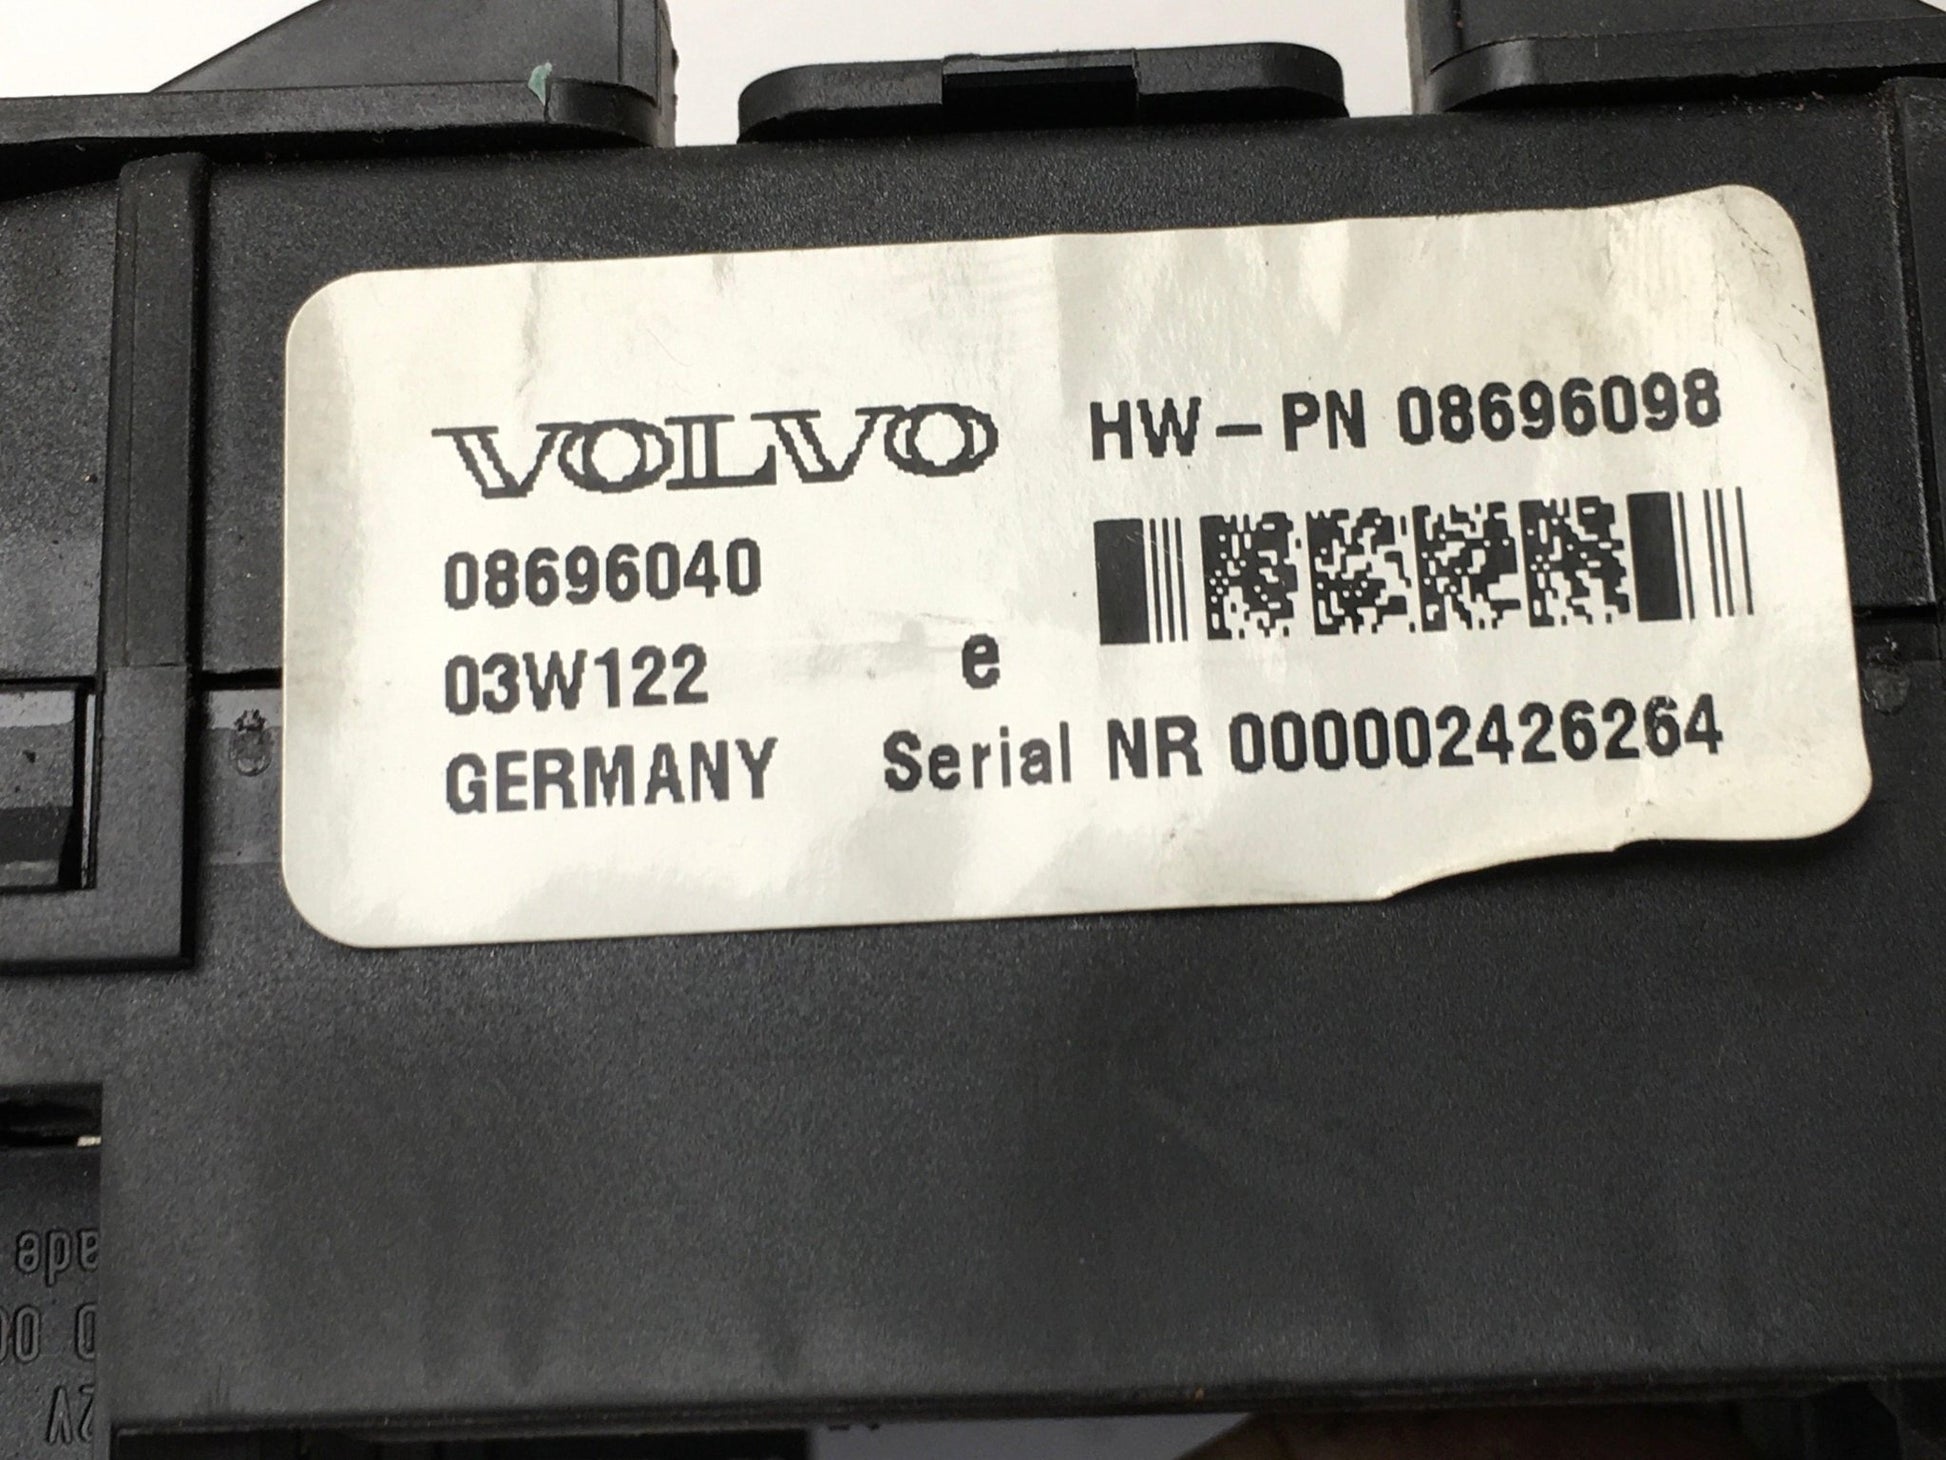 VOLVO HW-PN 08696098
08696040
03W122 e
GERMANY Serial NR 000002426264